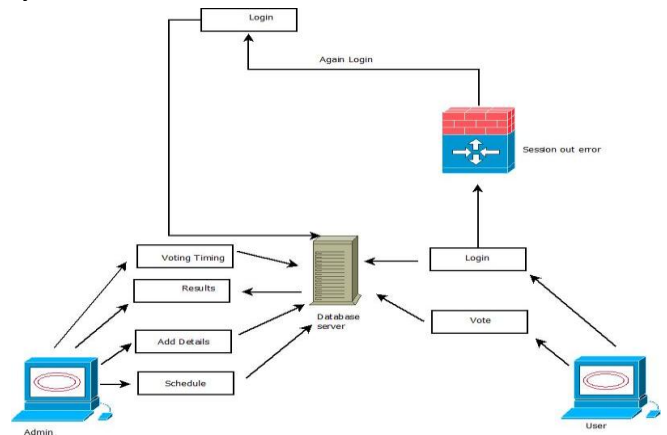 Login
Again Login
Session out error
Voting Timing
Login
Results
Database
server
Vote
Add Details
Schedule
Admin
User